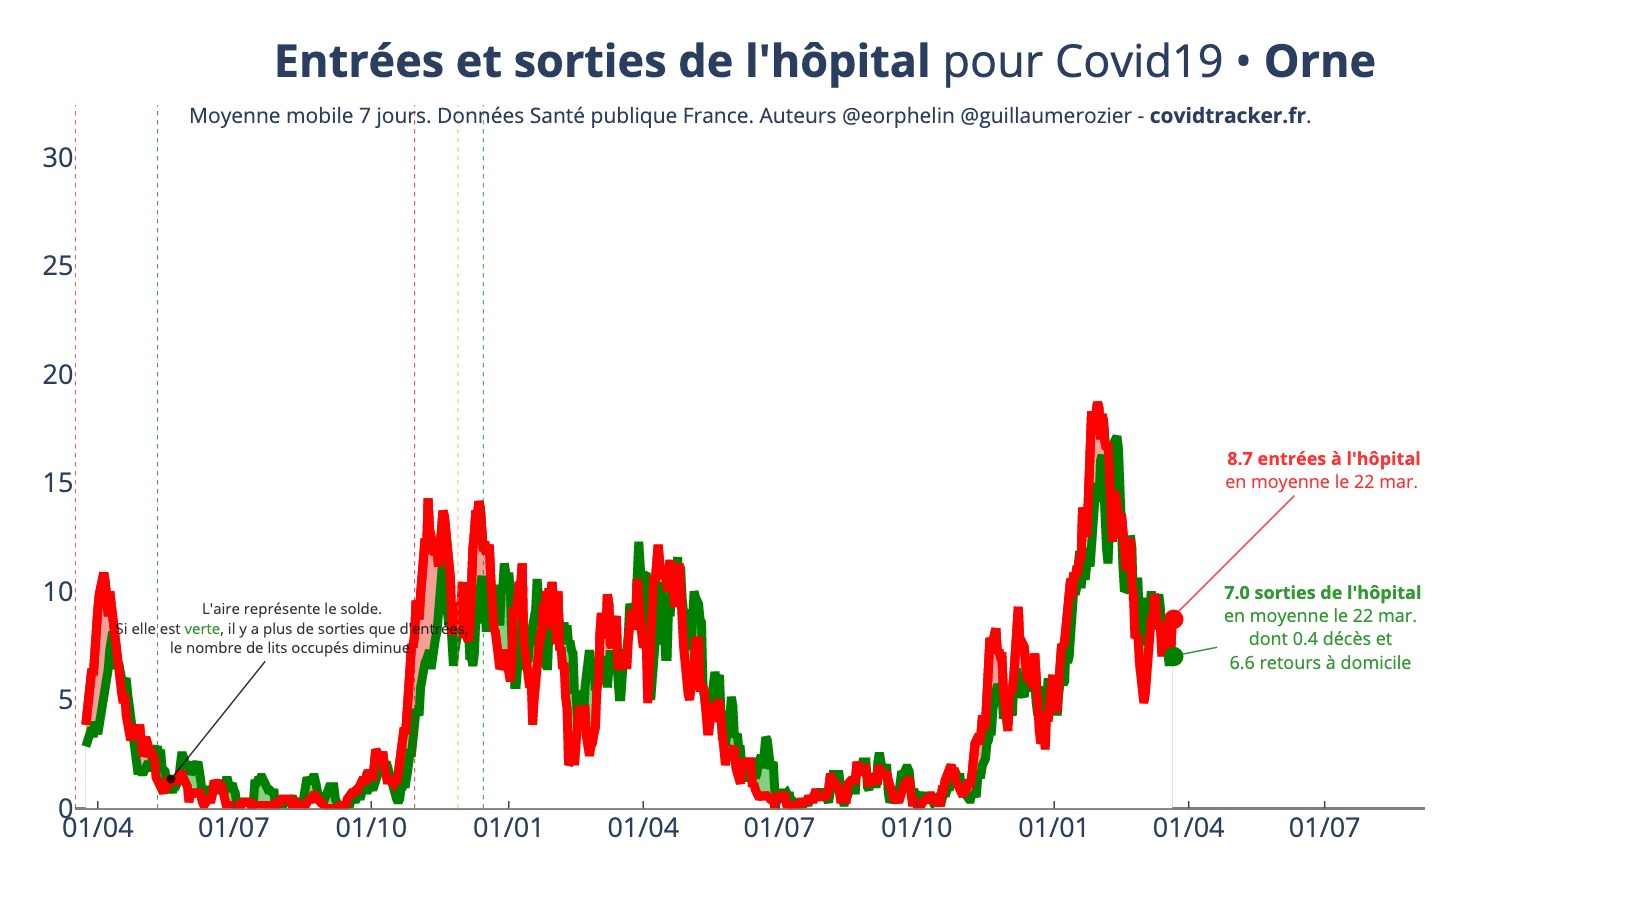 Entrées et sorties de l'hôpital pour Covid19 • Orne
Moyenne mobile 7 jours. Données Santé publique France. Auteurs @eorphelin @guillaumerozier - covidtracker.fr.
30
25
20
15
10
5
0
8.7 entrées à l'hôpital
en moyenne le 22 mar.
7.0 sorties de l'hôpital
en moyenne le 22 mar.
dont 0.4 décès et
6.6 retours à domicile
L'aire représente le solde.
Si elle est verte, il y a plus de sorties que d'entrées,
le nombre de lits occupés diminue.
01/04 01/07 01/10 01/01 01/04 01/07 01/10 01/01 01/04 01/07